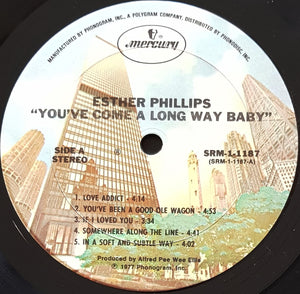 MANUFACTURED BY PHONOGRAM, INC., A POLYGRAM COMPANY. DISTRIBUTED BY PHONODISC, INC.
mercury
ESTHER PHILLIPS
"YOU'VE COME A LONG WAY BABY"
SIDE A
STEREO
SRM-1-1187
(SRM-1-1187-A)
1. LOVE ADDICT - 4:14
2. YOU'VE BEEN A GOOD OLE WAGON - 4:53
3. IF I LOVED YOU - 3:34
4. SOMEWHERE ALONG THE LINE - 4:41
5. IN A SOFT AND SUBTLE WAY - 4:02
Produced by Alfred Pee Wee Ellis
℗ 1977 Phonogram, Inc.